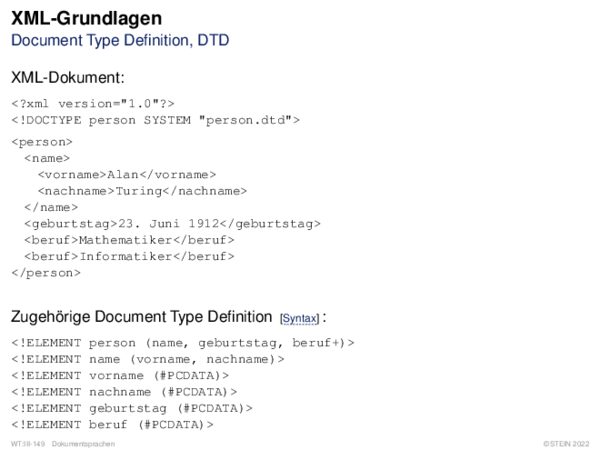 XML-Grundlagen
Document Type Definition, DTD
XML-Dokument:
<?xml version="1.0"?>
<!DOCTYPE person SYSTEM "person.dtd">
<person>
  <name>
    <vorname>Alan</vorname>
    <nachname>Turing</nachname>
  </name>
  <geburtstag>23. Juni 1912</geburtstag>
  <beruf>Mathematiker</beruf>
  <beruf>Informatiker</beruf>
</person>
Zugehörige Document Type Definition [Syntax] :
<!ELEMENT person (name, geburtstag, beruf+)>
<!ELEMENT name (vorname, nachname)>
<!ELEMENT vorname (#PCDATA)>
<!ELEMENT nachname (#PCDATA)>
<!ELEMENT geburtstag (#PCDATA)>
<!ELEMENT beruf (#PCDATA)>
WT:III-149 Dokumentsprachen ©STEIN 2022